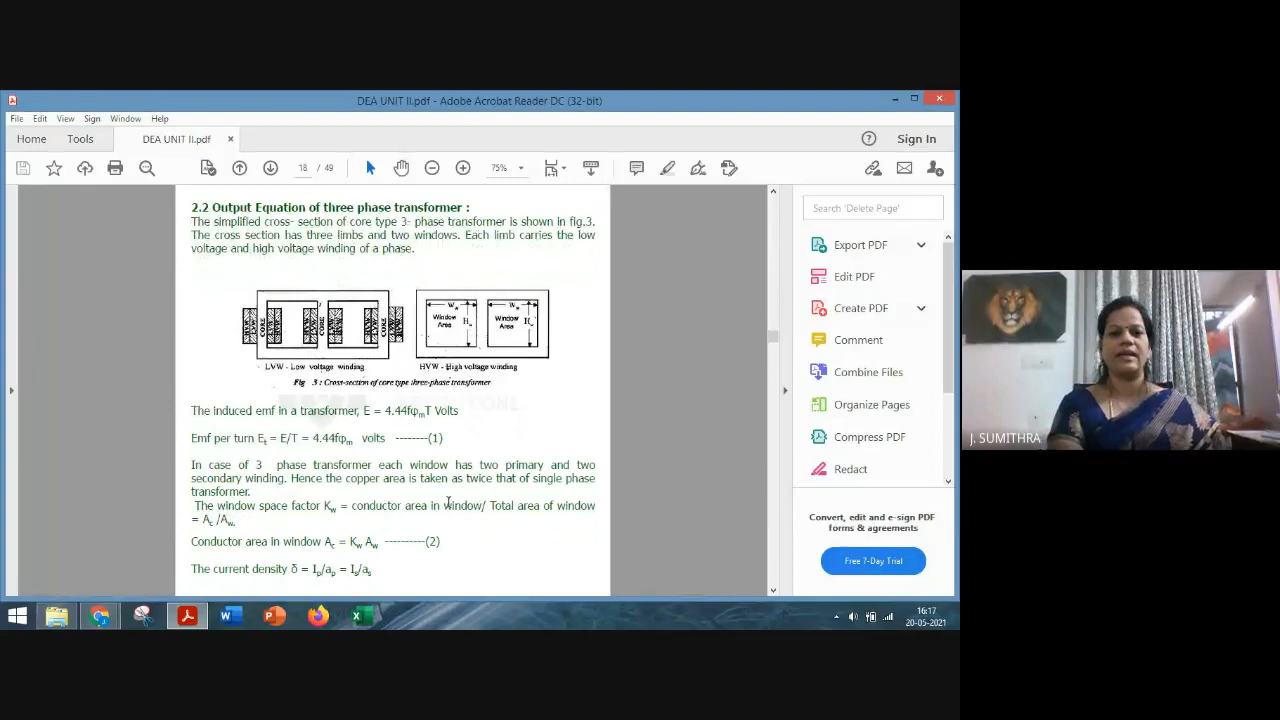 DEA UNIT II.pdf - Adobe Acrobat Reader DC (32-bit)
File Edit View Sign Window Help
Home Tools DEA UNIT II.pdf × Sign In
18 / 49 75%
2.2 Output Equation of three phase transformer :
The simplified cross- section of core type 3- phase transformer is shown in fig.3.
The cross section has three limbs and two windows. Each limb carries the low
voltage and high voltage winding of a phase.
CORE CORE CORE
Window Area Window Area
LVW - Low voltage winding HVW - High voltage winding
Fig 3 : Cross-section of core type three-phase transformer
The induced emf in a transformer, E = 4.44fφmT Volts
Emf per turn Et = E/T = 4.44fφm volts --------(1)
In case of 3 phase transformer each window has two primary and two
secondary winding. Hence the copper area is taken as twice that of single phase
transformer.
The window space factor Kw = conductor area in window/ Total area of window
= Ac /Aw.
Conductor area in window Ac = Kw Aw ----------(2)
The current density δ = Ip/ap = Is/as
Search 'Delete Page'
Export PDF
Edit PDF
Create PDF
Comment
Combine Files
Organize Pages
Compress PDF
Redact
Convert, edit and e-sign PDF
forms & agreements
Free 7-Day Trial
16:17
20-05-2021
J. SUMITHRA